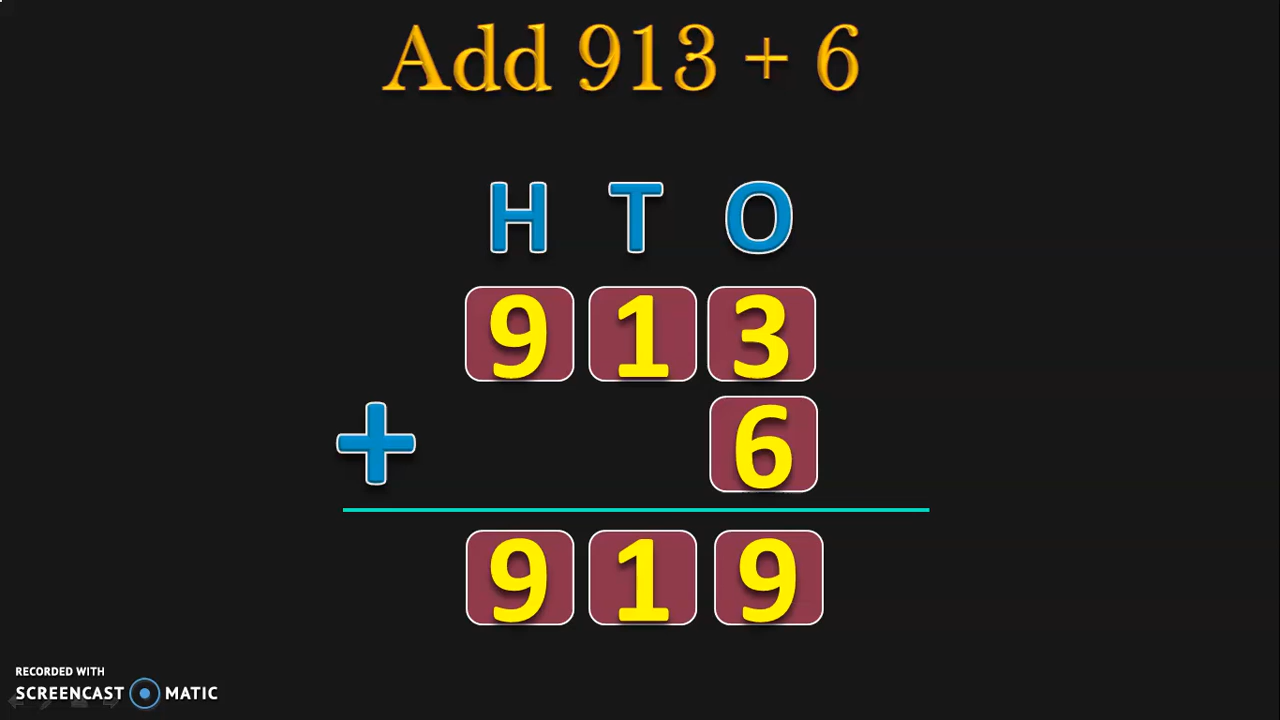 Add 913 + 6
H T O
9 1 3
+ 6
9 1 9
RECORDED WITH
SCREENCAST MATIC